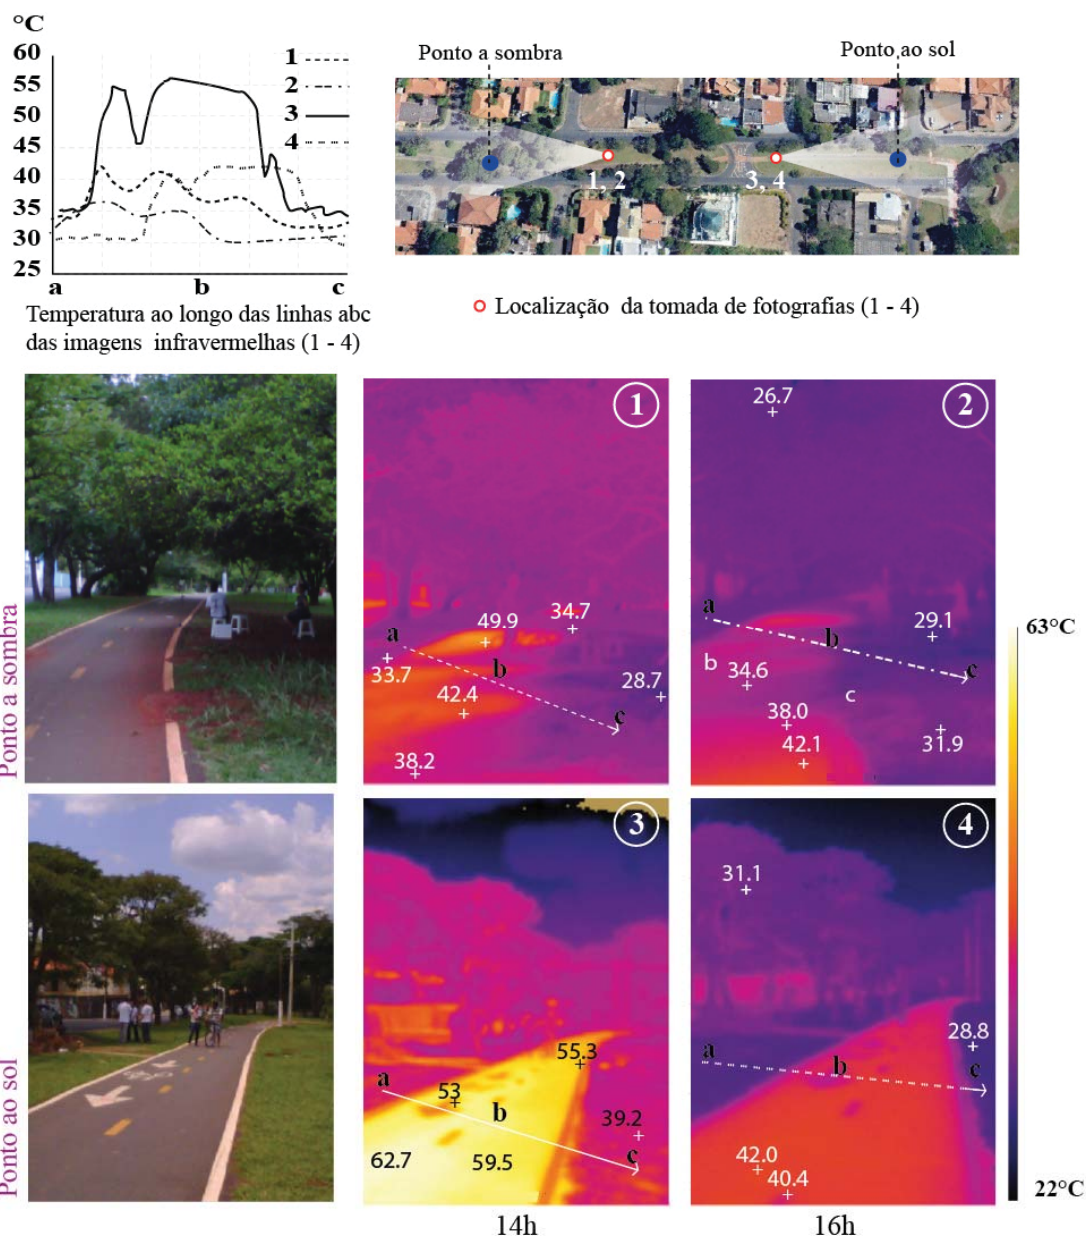 °C
60
55
50
45
40
35
30
25
1
2
3
4
a
b
c
Temperatura ao longo das linhas abc
das imagens infravermelhas (1 - 4)
Ponto a sombra
Ponto ao sol
1, 2
3, 4
Localização da tomada de fotografias (1 - 4)
Ponto a sombra
1
49.9
34.7
a
33.7
b
28.7
42.4
c
38.2
2
26.7
a
29.1
b
b
c
34.6
c
38.0
31.9
42.1
63°C
22°C
Ponto ao sol
3
55.3
a
53
b
39.2
c
62.7
59.5
14h
4
31.1
28.8
a
b
c
42.0
40.4
16h